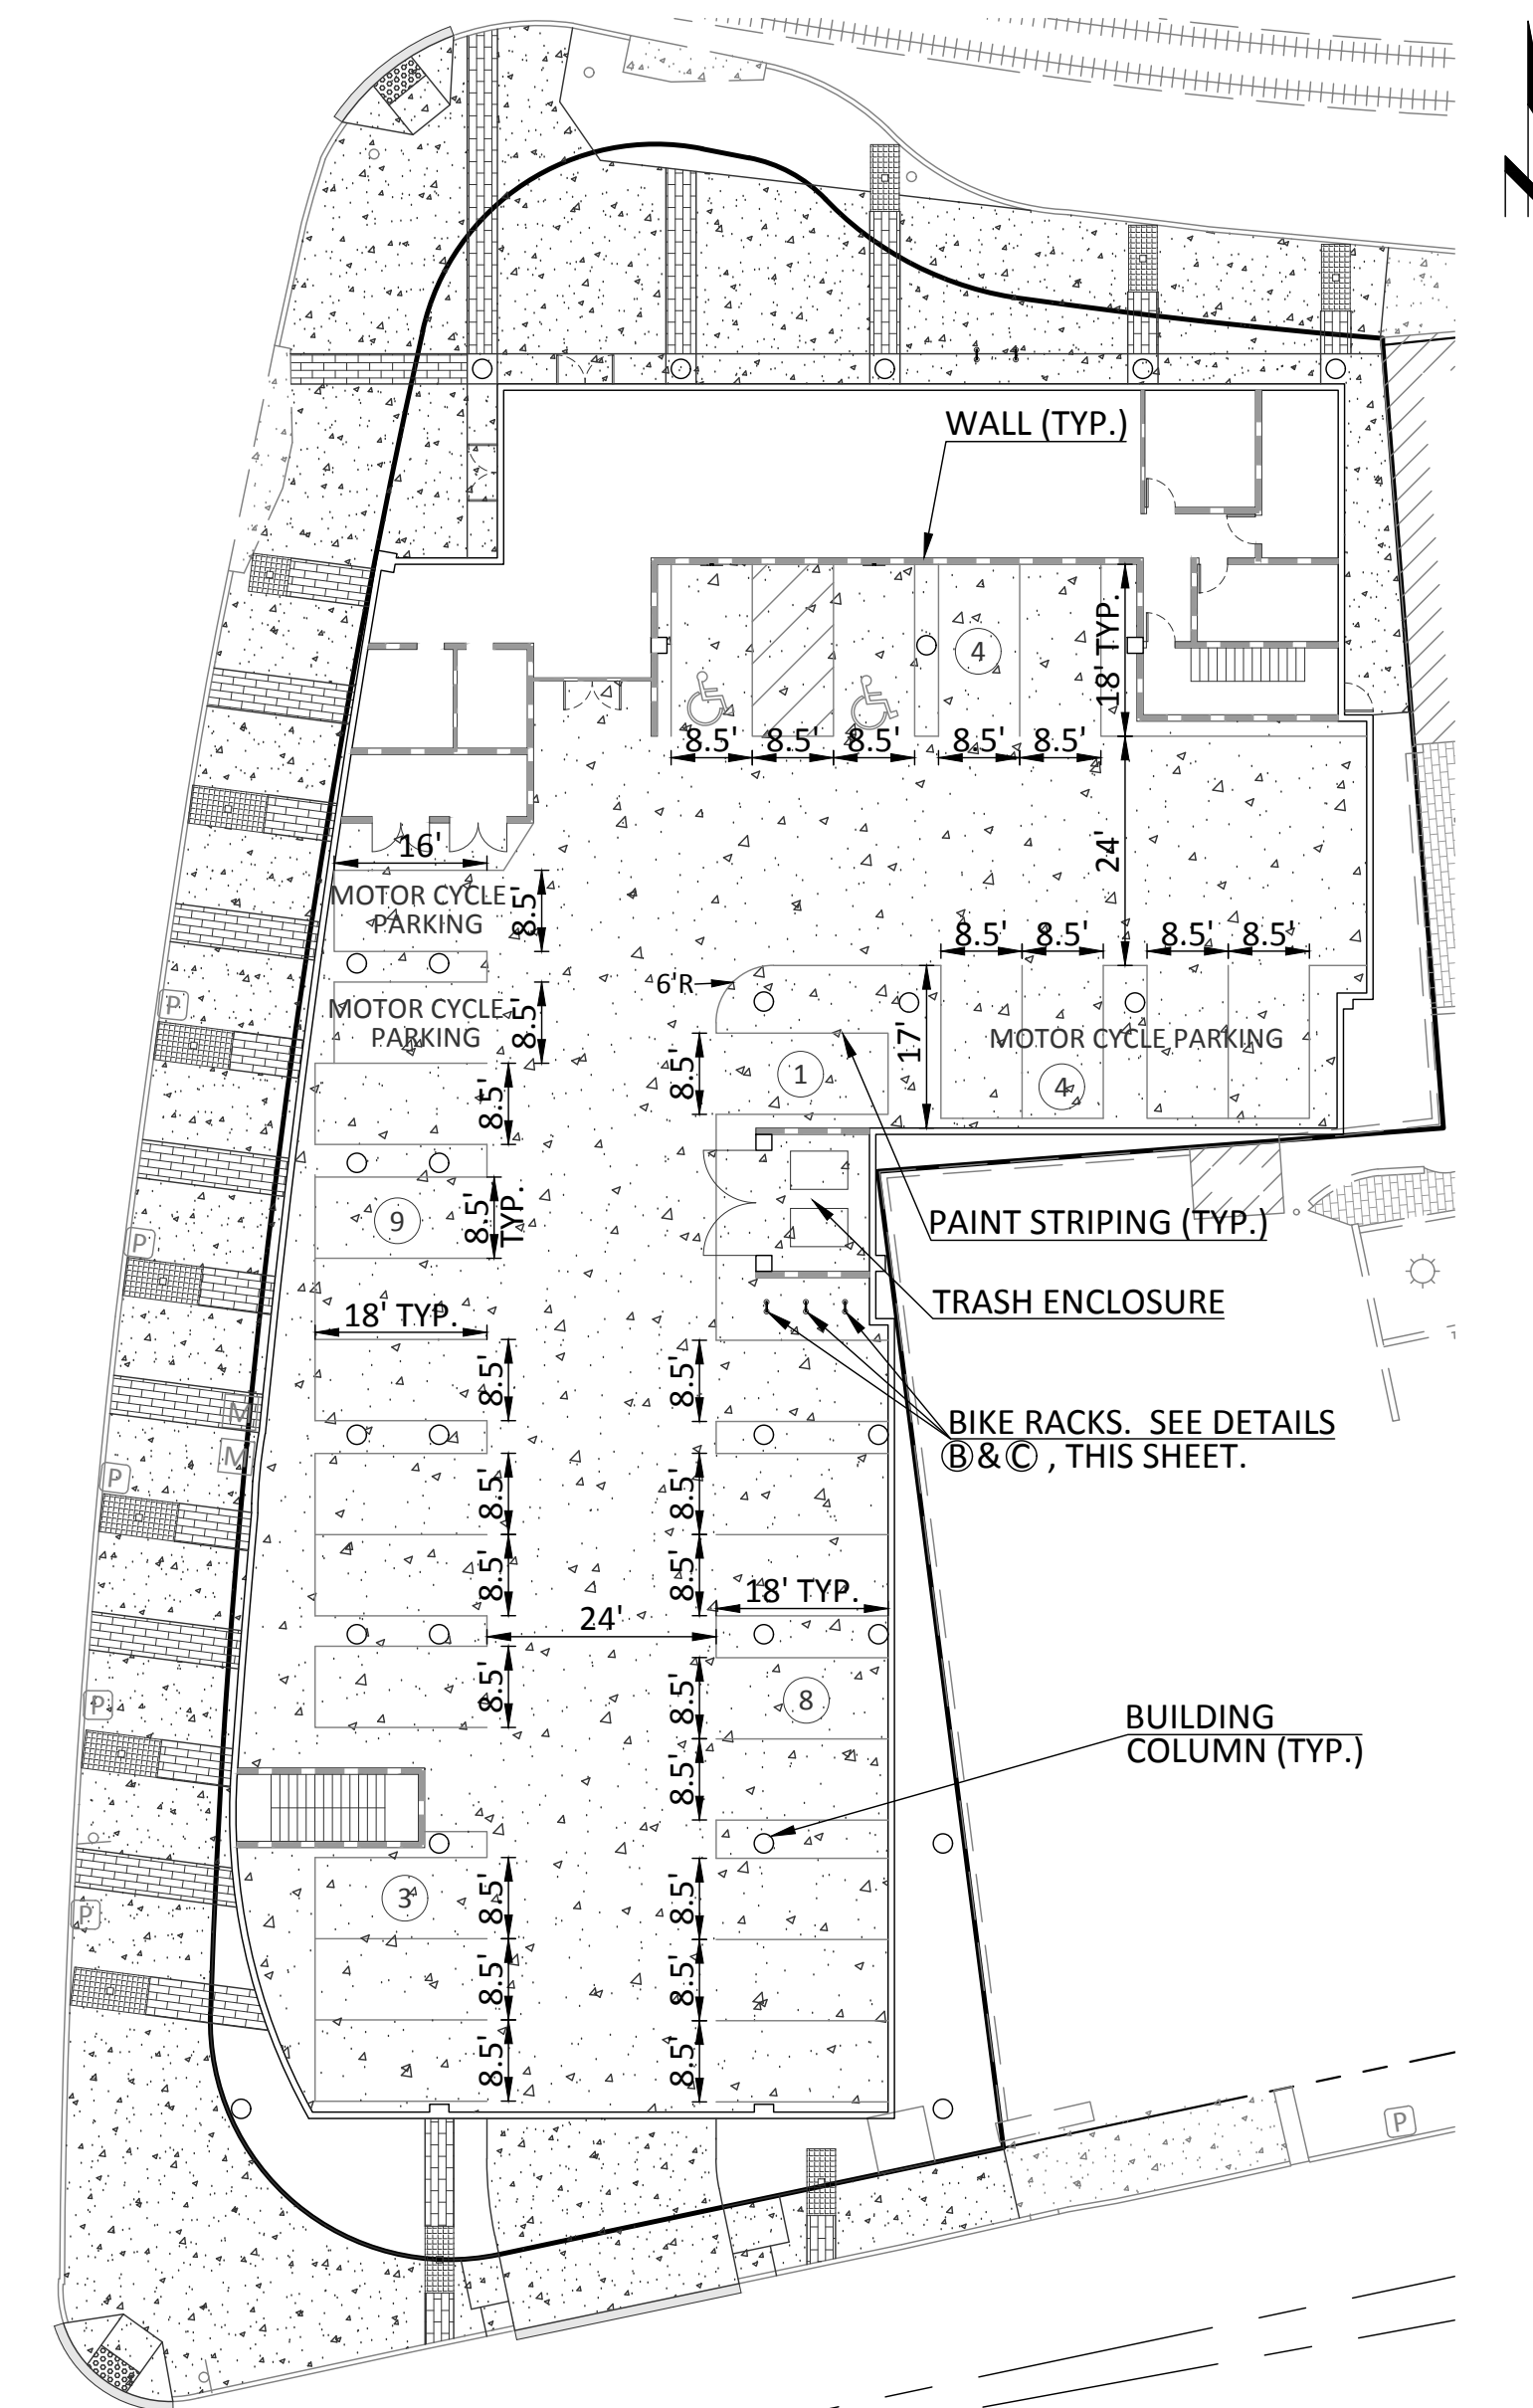 N
WALL (TYP.)
4
18' TYP.
8.5'
8.5'
8.5'
8.5'
8.5'
24'
16'
MOTOR CYCLE
PARKING
8.5'
8.5'
8.5'
8.5'
8.5'
6'R
MOTOR CYCLE
PARKING
8.5'
17'
MOTOR CYCLE PARKING
P
8.5'
1
4
8.5'
9
8.5'
TYP.
PAINT STRIPING (TYP.)
P
TRASH ENCLOSURE
18' TYP.
8.5'
8.5'
M
BIKE RACKS. SEE DETAILS
B & C , THIS SHEET.
M
P
8.5'
8.5'
8.5'
8.5'
18' TYP.
24'
8.5'
8.5'
8
P
BUILDING
COLUMN (TYP.)
8.5'
3
8.5'
8.5'
P
8.5'
8.5'
8.5'
8.5'
P